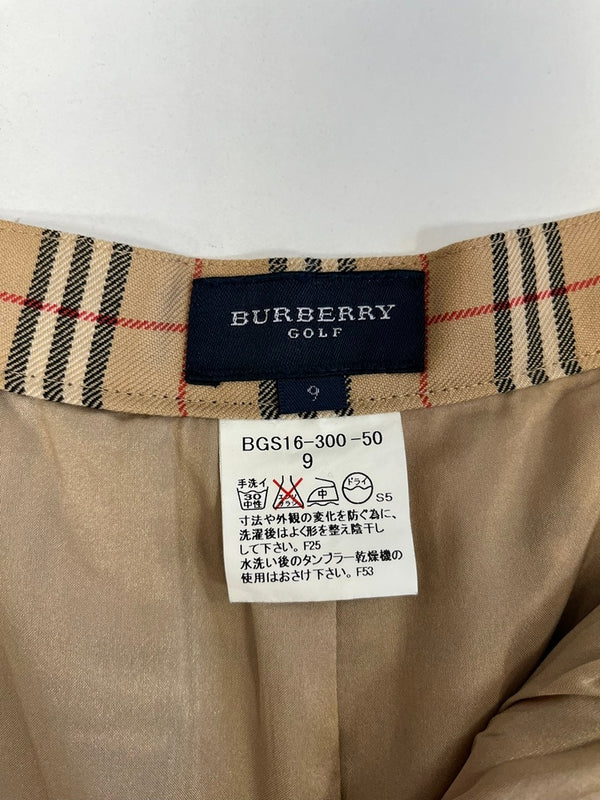 BURBERRY
GOLF
9
BGS16-300-50
9
手洗イ
30
中性
エンソ
サラシ
中
ドライ
S5
寸法や外観の変化を防ぐ為に、
洗濯後はよく形を整え陰干し
して下さい。F25
水洗い後のタンブラー乾燥機の
使用はおさけ下さい。F53